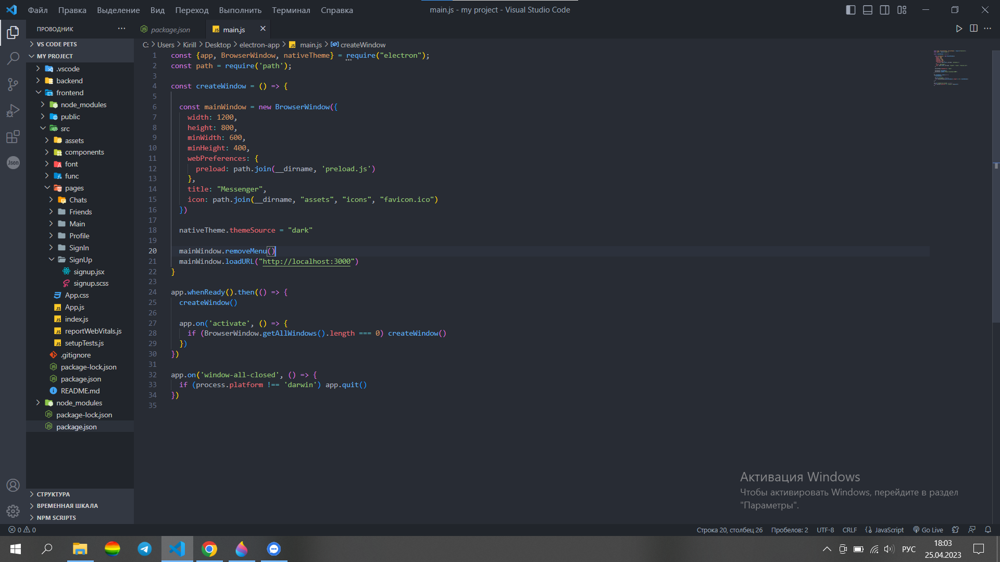 Файл Правка Выделение Вид Переход Выполнить Терминал Справка
main.js - my project - Visual Studio Code
ПРОВОДНИК ···
package.json
main.js
VS CODE PETS
MY PROJECT
.vscode
backend
frontend
node_modules
public
src
assets
components
font
func
pages
Chats
Friends
Main
Profile
SignIn
SignUp
signup.jsx
signup.scss
App.css
App.js
index.js
reportWebVitals.js
setupTests.js
.gitignore
package-lock.json
package.json
README.md
node_modules
package-lock.json
package.json
СТРУКТУРА
ВРЕМЕННАЯ ШКАЛА
NPM SCRIPTS
Json
C: > Users > Kirill > Desktop > electron-app > main.js > createWindow
1 const {app, BrowserWindow, nativeTheme} = require("electron");
2 const path = require('path');
3
4 const createWindow = () => {
5
6 const mainWindow = new BrowserWindow({
7 width: 1200,
8 height: 800,
9 minWidth: 600,
10 minHeight: 400,
11 webPreferences: {
12 preload: path.join(__dirname, 'preload.js')
13 },
14 title: "Messenger",
15 icon: path.join(__dirname, "assets", "icons", "favicon.ico")
16 })
17
18 nativeTheme.themeSource = "dark"
19
20 mainWindow.removeMenu()
21 mainWindow.loadURL("http://localhost:3000")
22 }
23
24 app.whenReady().then(() => {
25 createWindow()
26
27 app.on('activate', () => {
28 if (BrowserWindow.getAllWindows().length === 0) createWindow()
29 })
30 })
31
32 app.on('window-all-closed', () => {
33 if (process.platform !== 'darwin') app.quit()
34 })
35
Активация Windows
Чтобы активировать Windows, перейдите в раздел
"Параметры".
0 0
Строка 20, столбец 26 Пробелов: 2 UTF-8 CRLF JavaScript Go Live
РУС
18:03
25.04.2023